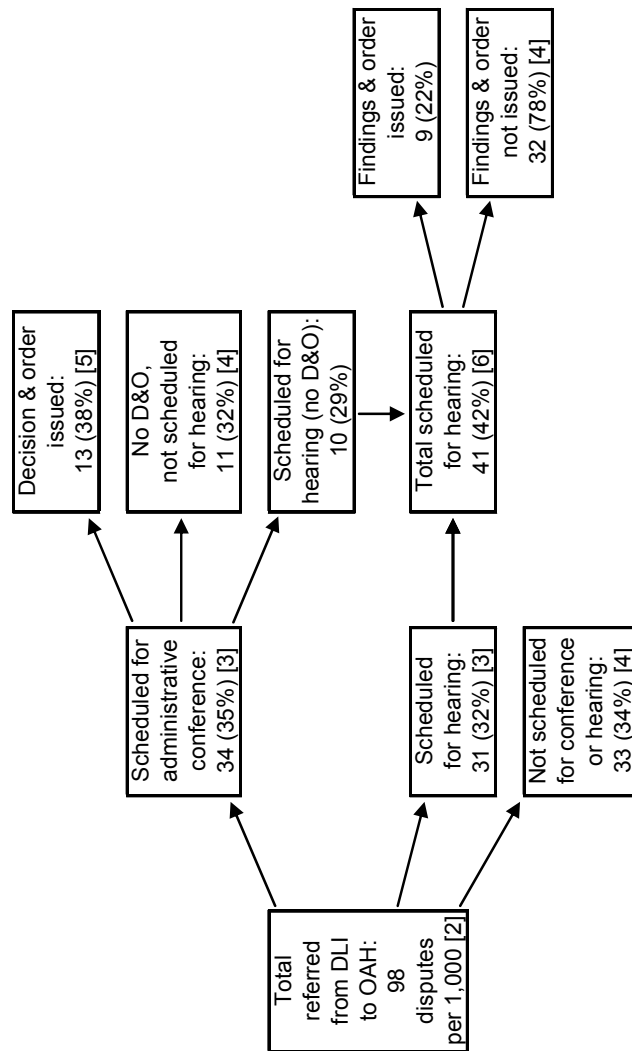 Total
referred
from DLI
to OAH:
98
disputes
per 1,000 [2]
Scheduled for
administrative
conference:
34 (35%) [3]
Scheduled
for hearing:
31 (32%) [3]
Not scheduled
for conference
or hearing:
33 (34%) [4]
Decision & order
issued:
13 (38%) [5]
No D&O,
not scheduled
for hearing:
11 (32%) [4]
Scheduled for
hearing (no D&O):
10 (29%)
Total scheduled
for hearing:
41 (42%) [6]
Findings & order
issued:
9 (22%)
Findings & order
not issued:
32 (78%) [4]